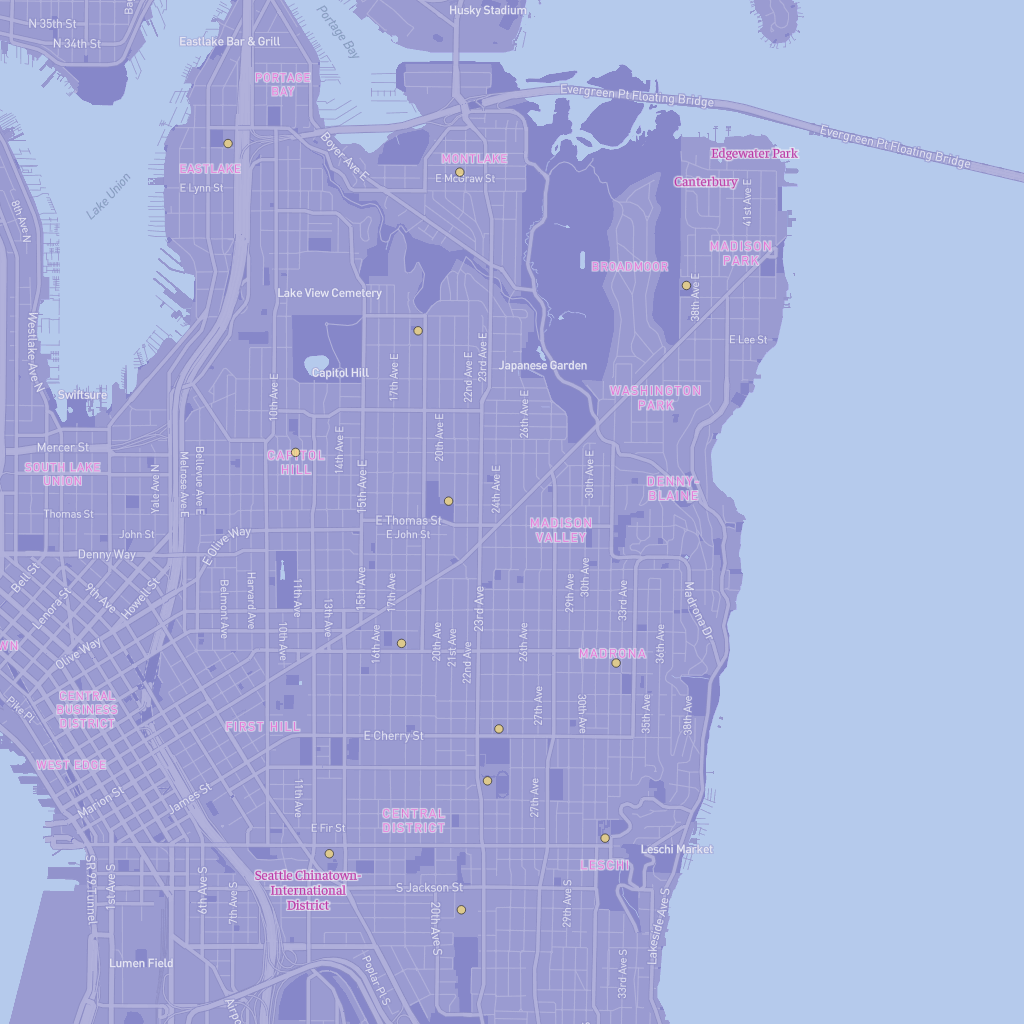 Husky Stadium
N 35th St
N 34th St
Portage Bay
Eastlake Bar & Grill
PORTAGE
BAY
Evergreen Pt Floating Bridge
Evergreen Pt Floating Bridge
Boyer Ave E
MONTLAKE
E McGraw St
EASTLAKE
E Lynn St
Edgewater Park
Canterbury
41st Ave E
Lake Union
8th Ave N
MADISON
PARK
BROADMOOR
Lake View Cemetery
38th Ave E
Westlake Ave N
E Lee St
23rd Ave E
22nd Ave E
17th Ave E
Capitol Hill
Japanese Garden
WASHINGTON
PARK
Swiftsure
10th Ave E
26th Ave E
20th Ave E
14th Ave E
Mercer St
CAPITOL
HILL
SOUTH LAKE
UNION
Yale Ave N
Melrose Ave E
Bellevue Ave E
15th Ave E
24th Ave E
30th Ave E
DENNY-
BLAINE
Thomas St
E Thomas St
E John St
MADISON
VALLEY
John St
E Olive Way
Denny Way
Bell St
9th Ave
Lenora St
Howell St
Belmont Ave
Harvard Ave
11th Ave
13th Ave
10th Ave
15th Ave
17th Ave
16th Ave
20th Ave
21st Ave
22nd Ave
23rd Ave
26th Ave
29th Ave
30th Ave
33rd Ave
36th Ave
Madrona Dr
Olive Way
WN
MADRONA
Pike Pl
CENTRAL
BUSINESS
DISTRICT
FIRST HILL
27th Ave
30th Ave
35th Ave
38th Ave
E Cherry St
WEST EDGE
Marion St
James St
11th Ave
27th Ave
CENTRAL
DISTRICT
E Fir St
LESCHI
Leschi Market
Seattle Chinatown-
International
District
S Jackson St
SR 99 Tunnel
1st Ave S
6th Ave S
7th Ave S
20th Ave S
29th Ave S
33rd Ave S
Lakeside Ave S
Lumen Field
Poplar Pl S